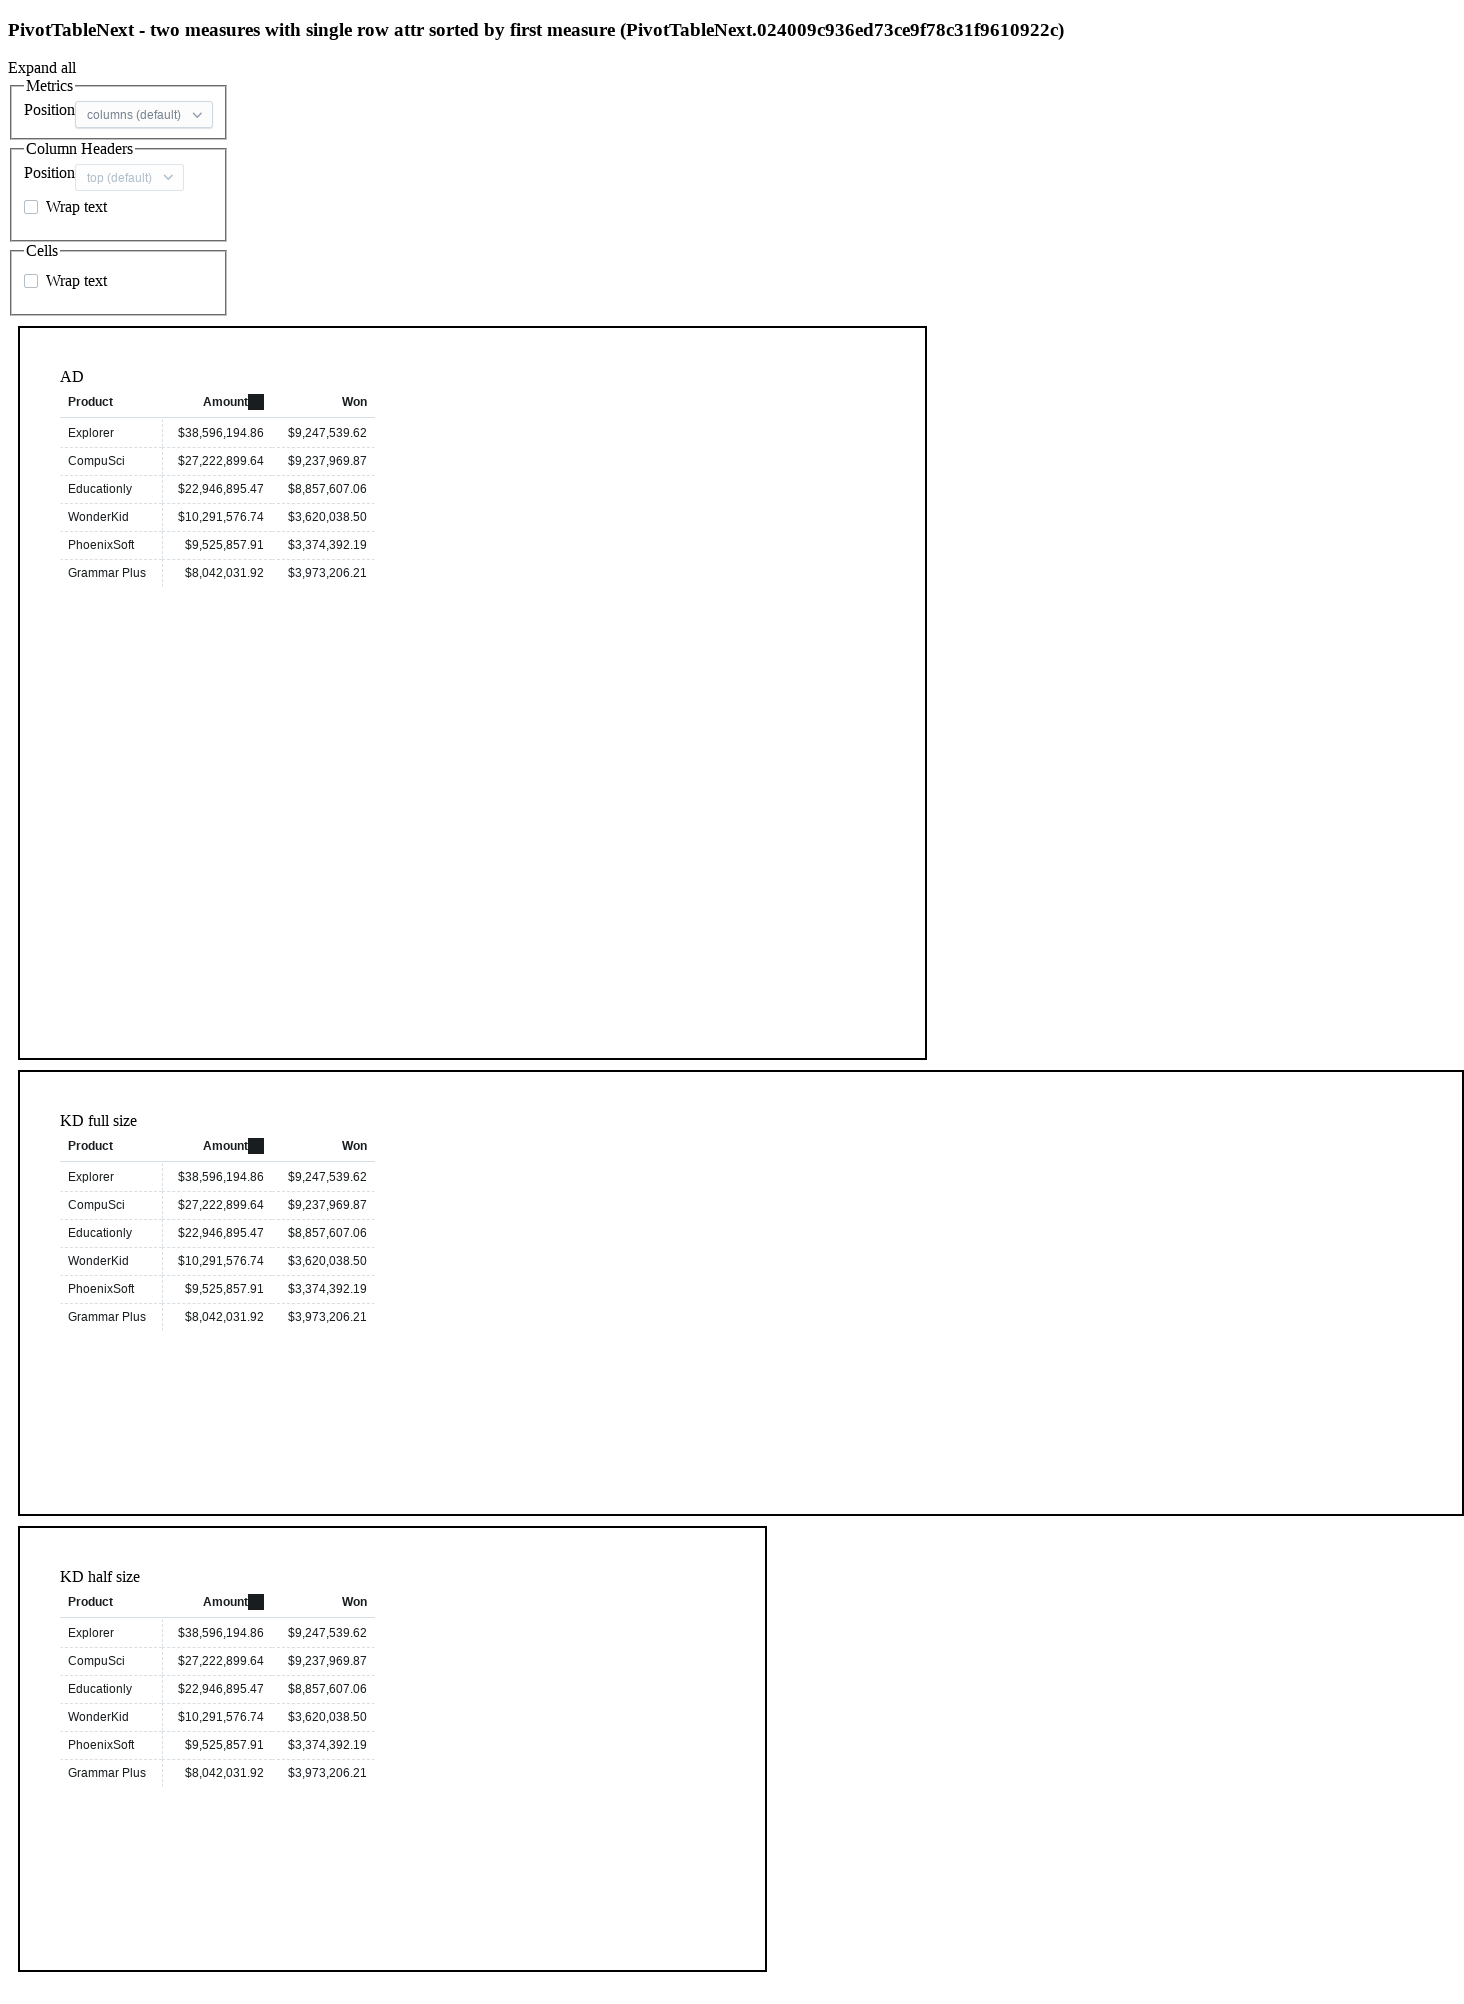 PivotTableNext - two measures with single row attr sorted by first measure (PivotTableNext.024009c936ed73ce9f78c31f9610922c)
Expand all
Metrics
Position columns (default)
Column Headers
Position top (default)
Wrap text
Cells
Wrap text
AD
Product Amount Won
Explorer $38,596,194.86 $9,247,539.62
CompuSci $27,222,899.64 $9,237,969.87
Educationly $22,946,895.47 $8,857,607.06
WonderKid $10,291,576.74 $3,620,038.50
PhoenixSoft $9,525,857.91 $3,374,392.19
Grammar Plus $8,042,031.92 $3,973,206.21
KD full size
Product Amount Won
Explorer $38,596,194.86 $9,247,539.62
CompuSci $27,222,899.64 $9,237,969.87
Educationly $22,946,895.47 $8,857,607.06
WonderKid $10,291,576.74 $3,620,038.50
PhoenixSoft $9,525,857.91 $3,374,392.19
Grammar Plus $8,042,031.92 $3,973,206.21
KD half size
Product Amount Won
Explorer $38,596,194.86 $9,247,539.62
CompuSci $27,222,899.64 $9,237,969.87
Educationly $22,946,895.47 $8,857,607.06
WonderKid $10,291,576.74 $3,620,038.50
PhoenixSoft $9,525,857.91 $3,374,392.19
Grammar Plus $8,042,031.92 $3,973,206.21